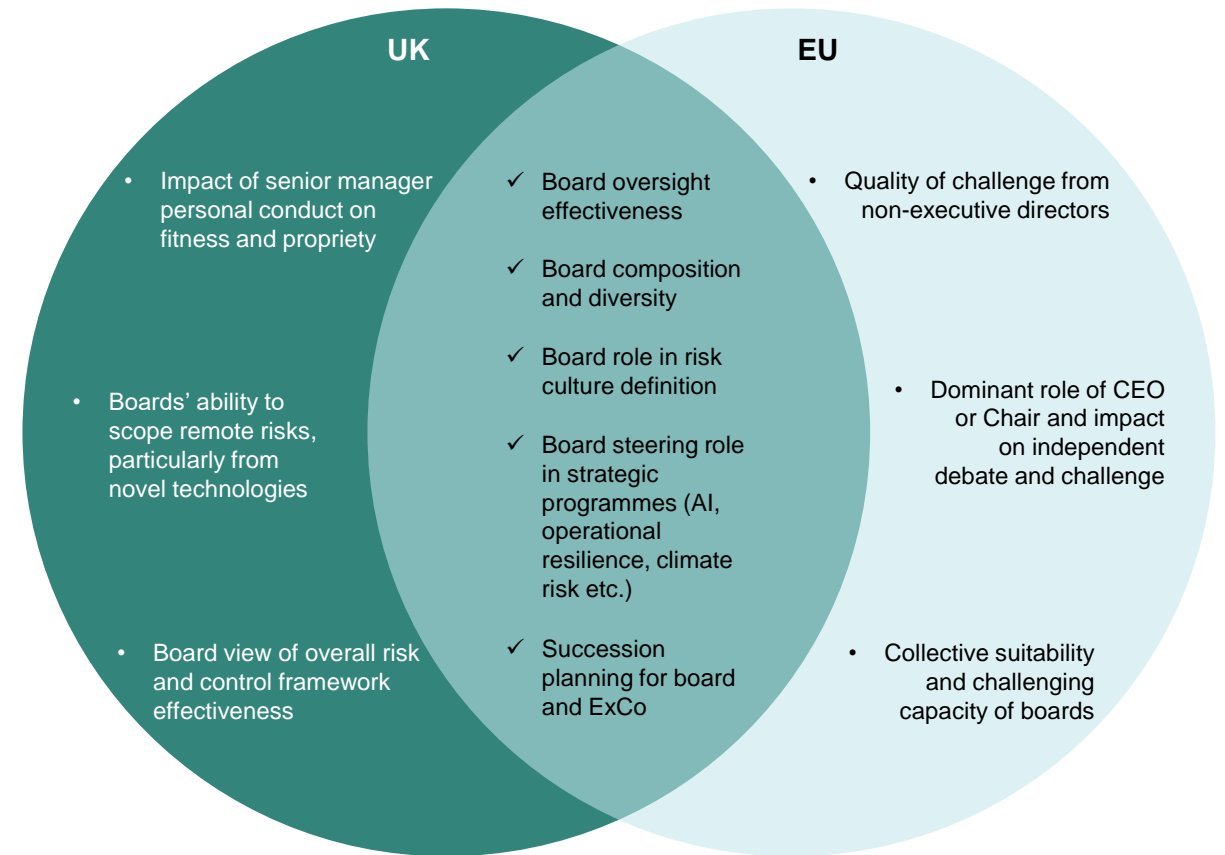 UK
• Impact of senior manager
personal conduct on
fitness and propriety
• Boards’ ability to
scope remote risks,
particularly from
novel technologies
• Board view of overall risk
and control framework
effectiveness
✓ Board oversight
effectiveness
✓ Board composition
and diversity
✓ Board role in risk
culture definition
✓ Board steering role
in strategic
programmes (AI,
operational
resilience, climate
risk etc.)
✓ Succession
planning for board
and ExCo
EU
• Quality of challenge from
non-executive directors
• Dominant role of CEO
or Chair and impact
on independent
debate and challenge
• Collective suitability
and challenging
capacity of boards